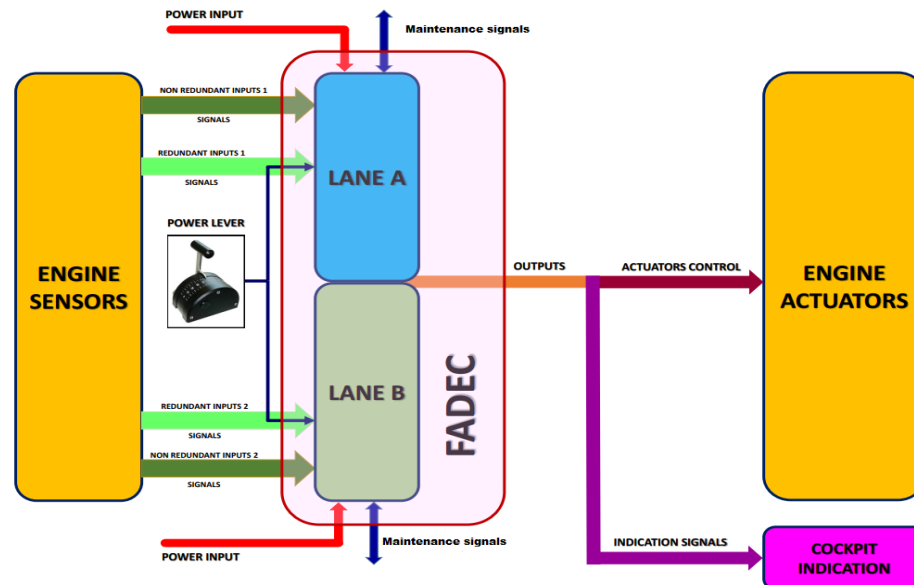 POWER INPUT
Maintenance signals
NON REDUNDANT INPUTS 1
SIGNALS
REDUNDANT INPUTS 1
SIGNALS
LANE A
POWER LEVER
ENGINE
SENSORS
OUTPUTS
ACTUATORS CONTROL
ENGINE
ACTUATORS
LANE B
FADEC
REDUNDANT INPUTS 2
SIGNALS
NON REDUNDANT INPUTS 2
SIGNALS
POWER INPUT
Maintenance signals
INDICATION SIGNALS
COCKPIT
INDICATION